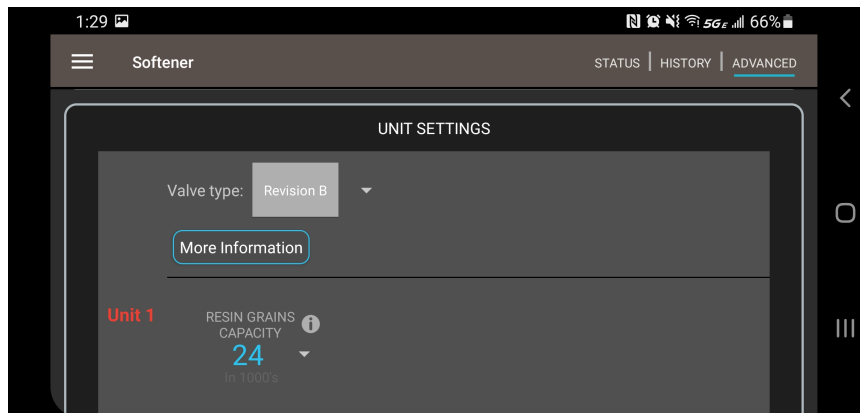 1:29 5GE 66%
Softener STATUS | HISTORY | ADVANCED
UNIT SETTINGS
Valve type: Revision B
More Information
Unit 1
RESIN GRAINS
CAPACITY
24
In 1000's